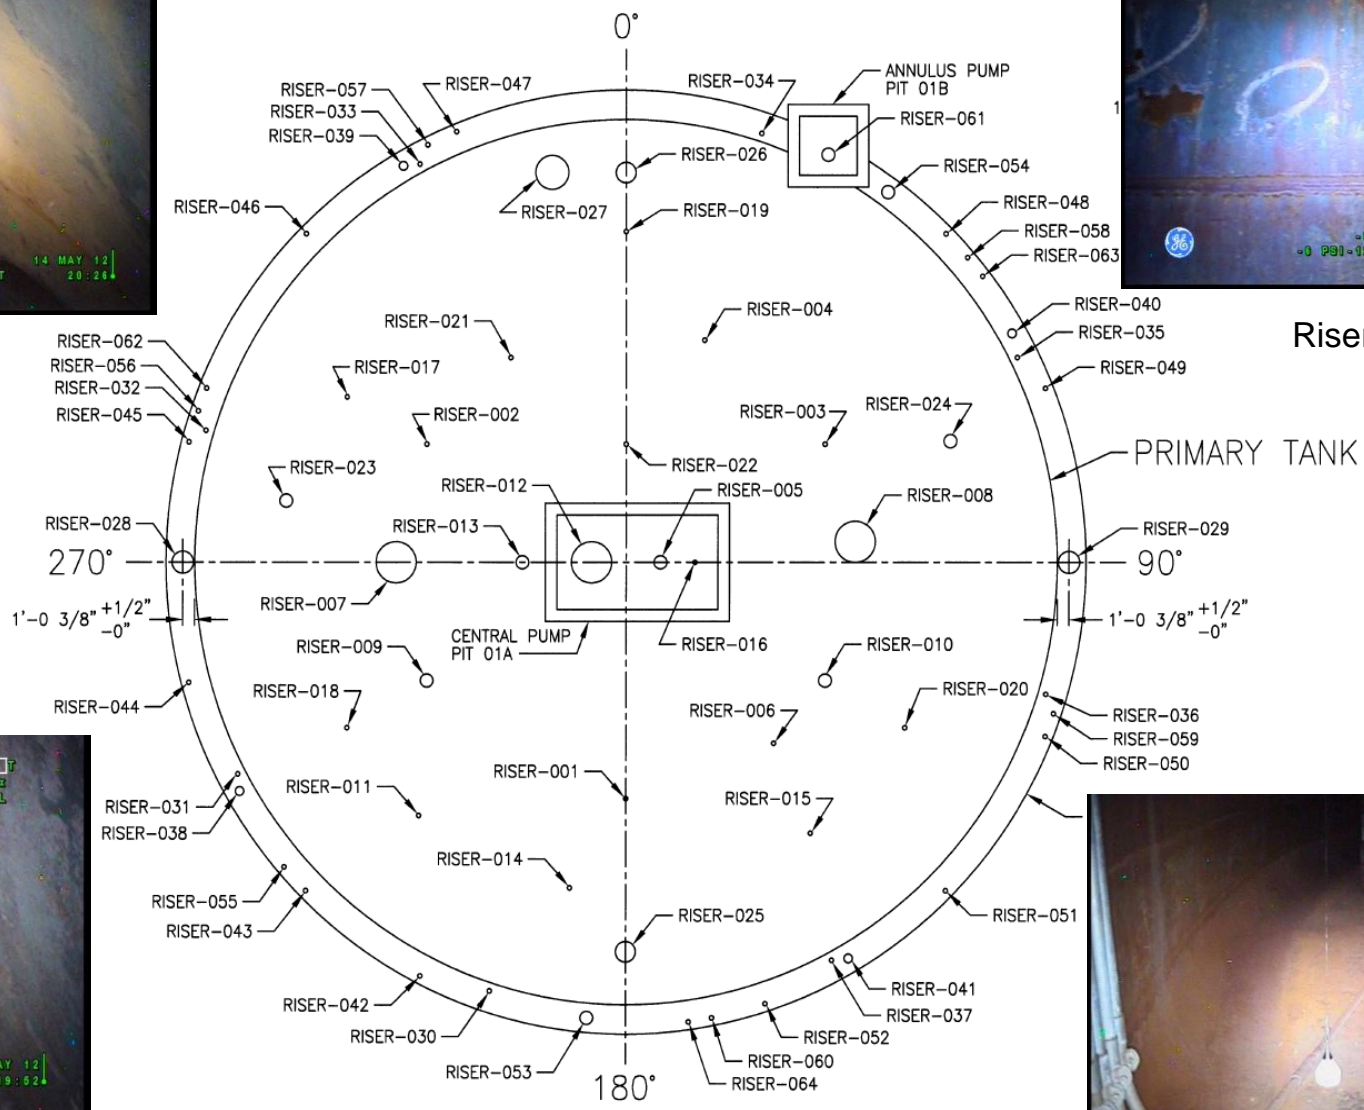 0°
RISER-047
RISER-057
RISER-033
RISER-039
RISER-034
ANNULUS PUMP
PIT 01B
RISER-061
RISER-026
RISER-054
RISER-027
RISER-019
RISER-046
RISER-048
RISER-058
RISER-063
14 MAY 12
T 20:26
-6 PSI-1
1
RISER-040
RISER-035
Riser
RISER-004
RISER-021
RISER-062
RISER-056
RISER-017
RISER-032
RISER-045
RISER-049
RISER-002
RISER-003
RISER-024
PRIMARY TANK
RISER-023
RISER-022
RISER-012
RISER-005
RISER-008
RISER-028
RISER-013
RISER-029
270°
90°
RISER-007
1'-0 3/8" +1/2"
-0"
1'-0 3/8" +1/2"
-0"
CENTRAL PUMP
PIT 01A
RISER-016
RISER-009
RISER-010
RISER-018
RISER-020
RISER-044
RISER-006
RISER-036
RISER-059
RISER-050
RISER-001
RISER-011
RISER-015
RISER-031
RISER-038
T
L
RISER-014
RISER-055
RISER-043
RISER-025
RISER-051
RISER-042
RISER-030
RISER-041
RISER-037
RISER-052
RISER-053
RISER-060
RISER-064
AY 12
19:52
180°